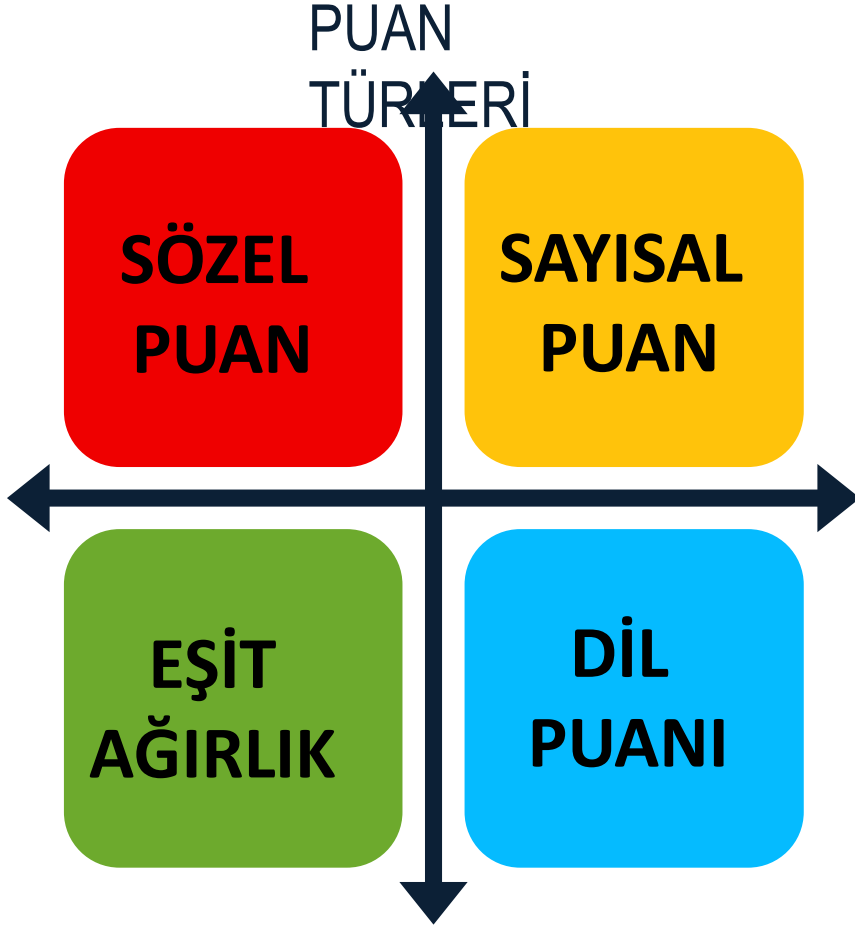 PUAN
TÜRLERİ
SÖZEL
PUAN
SAYISAL
PUAN
EŞİT
AĞIRLIK
DİL
PUANI